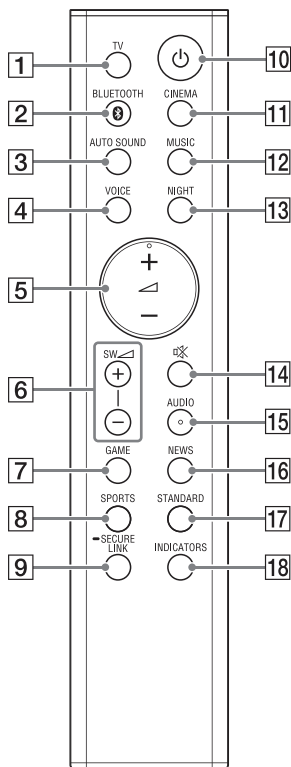 TV
1
10
BLUETOOTH
CINEMA
2
11
AUTO SOUND
MUSIC
3
12
VOICE
NIGHT
4
13
+
5
−
SW
+
6
−
14
AUDIO
15
GAME
NEWS
7
16
SPORTS
STANDARD
8
17
SECURE
LINK
INDICATORS
9
18